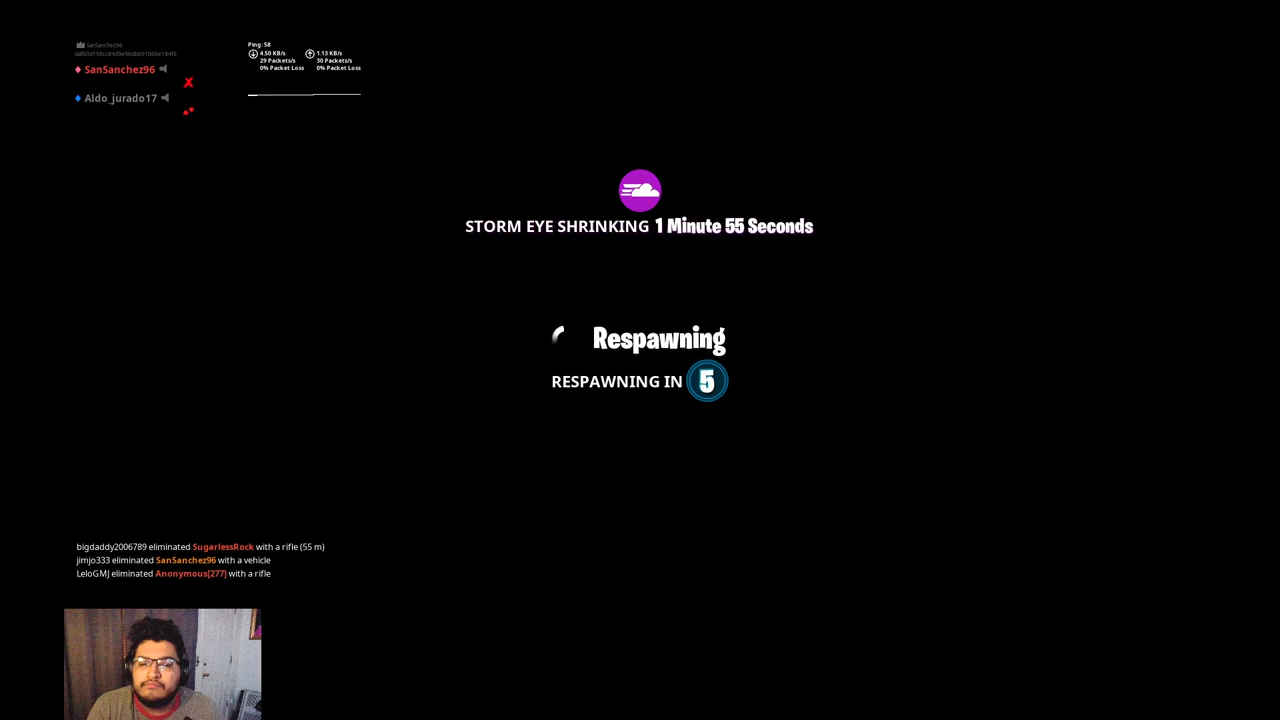 SanSanchez96
SanSanchez96
Aldo_jurado17
Ping: 58
4.50 KB/s
29 Packets/s
0% Packet Loss
1.13 KB/s
30 Packets/s
0% Packet Loss
STORM EYE SHRINKING 1 Minute 55 Seconds
Respawning
RESPAWNING IN 5
bigdaddy2006789 eliminated SugarlessRock with a rifle (55 m)
jimjo333 eliminated SanSanchez96 with a vehicle
LeloGMJ eliminated Anonymous[277] with a rifle